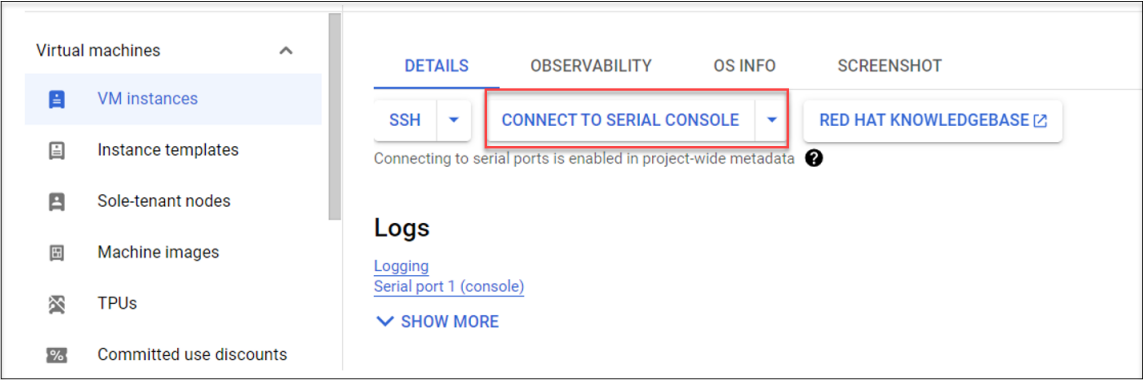 Virtual machines
VM instances
Instance templates
Sole-tenant nodes
Machine images
TPUs
Committed use discounts
DETAILS OBSERVABILITY OS INFO SCREENSHOT
SSH CONNECT TO SERIAL CONSOLE RED HAT KNOWLEDGEBASE
Connecting to serial ports is enabled in project-wide metadata ?
Logs
Logging
Serial port 1 (console)
SHOW MORE